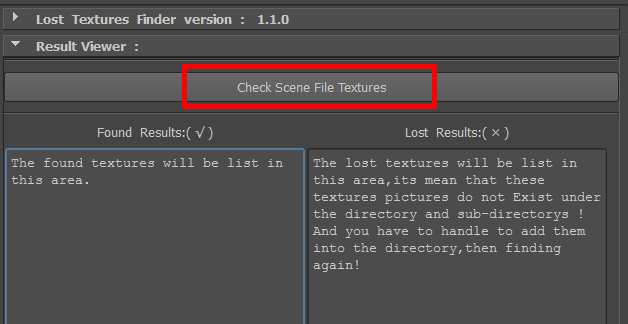 Lost Textures Finder version : 1.1.0
Result Viewer :
Check Scene File Textures
Found Results:( √ )
Lost Results:( × )
The found textures will be list in
this area.
The lost textures will be list in
this area,its mean that these
textures pictures do not Exist under
the directory and sub-directorys !
And you have to handle to add them
into the directory,then finding
again!